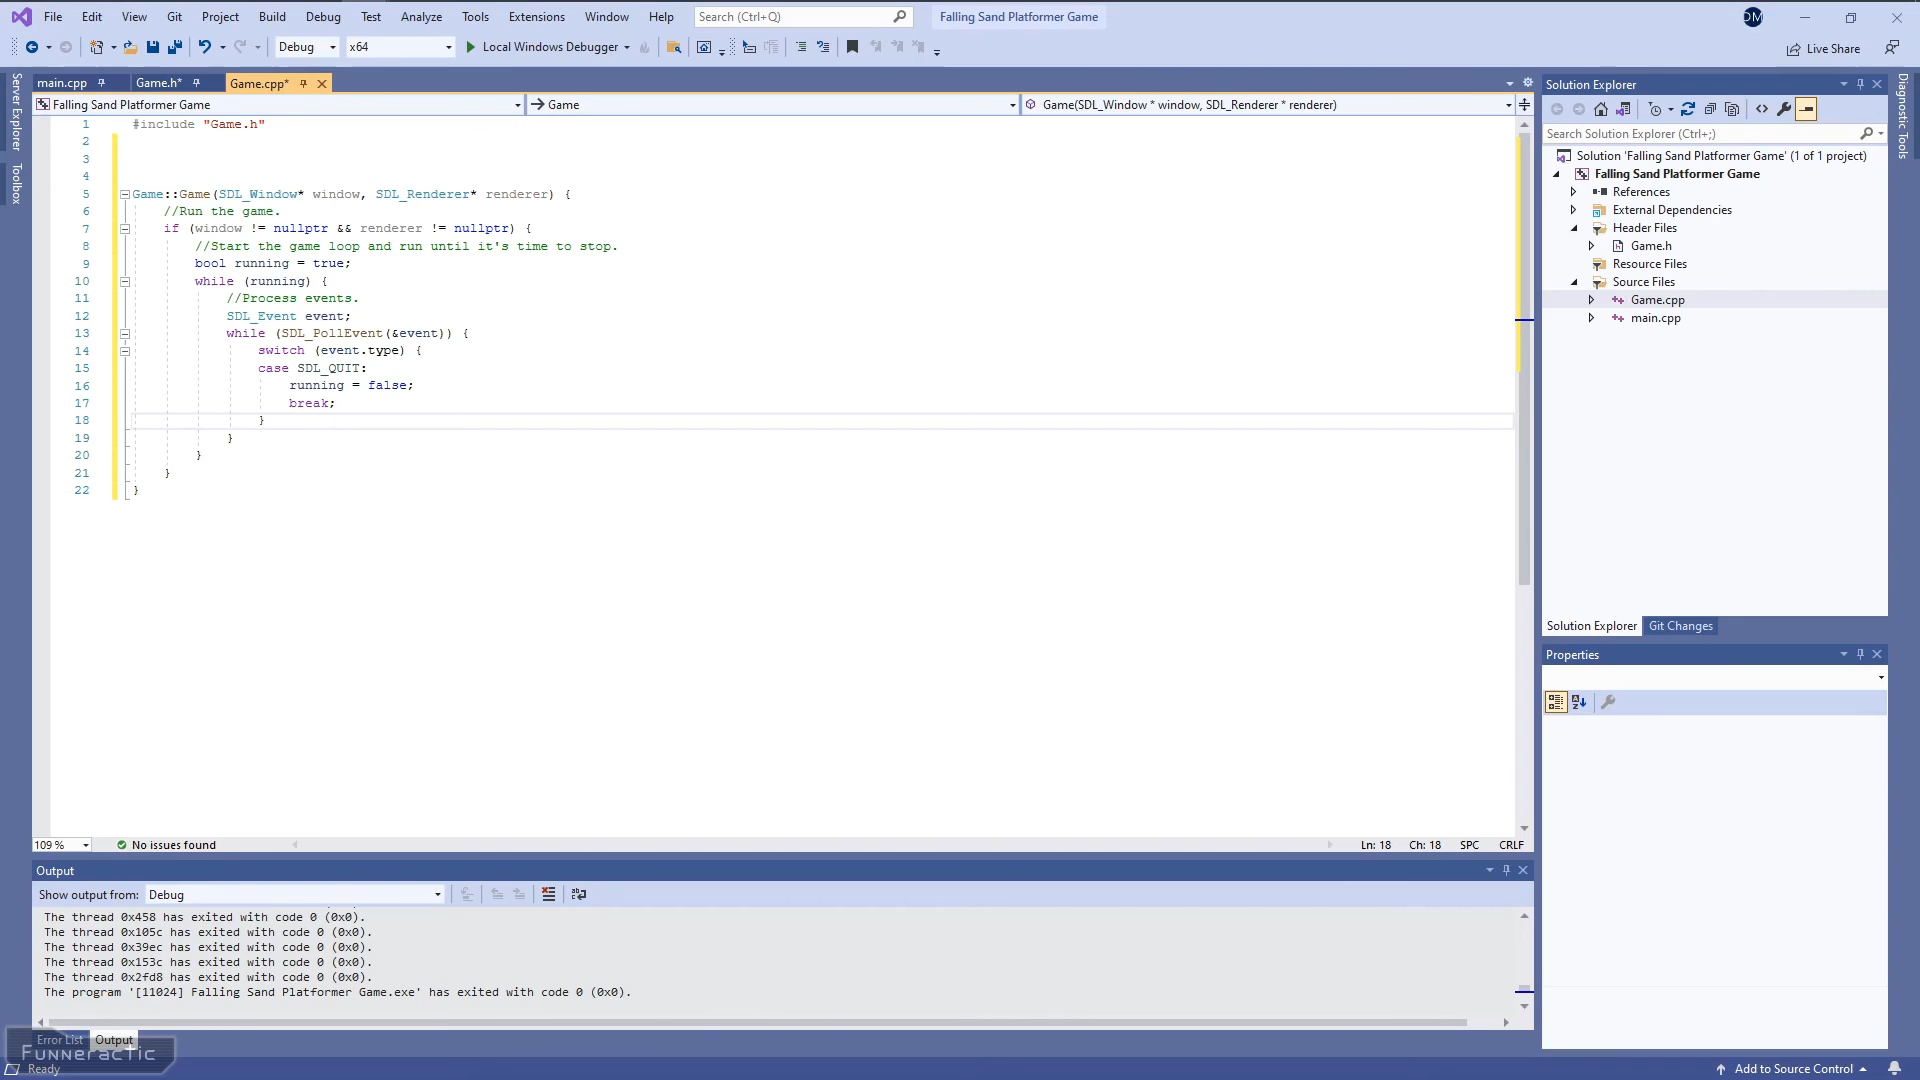 File Edit View Git Project Build Debug Test Analyze Tools Extensions Window Help Search (Ctrl+Q) Falling Sand Platformer Game DM
Debug x64 Local Windows Debugger Live Share
Server Explorer
Toolbox
Diagnostic Tools
main.cpp Game.h* Game.cpp*
Falling Sand Platformer Game Game Game(SDL_Window * window, SDL_Renderer * renderer)
1 #include "Game.h"
2
3
4
5 Game::Game(SDL_Window* window, SDL_Renderer* renderer) {
6 //Run the game.
7 if (window != nullptr && renderer != nullptr) {
8 //Start the game loop and run until it's time to stop.
9 bool running = true;
10 while (running) {
11 //Process events.
12 SDL_Event event;
13 while (SDL_PollEvent(&event)) {
14 switch (event.type) {
15 case SDL_QUIT:
16 running = false;
17 break;
18 }
19 }
20 }
21 }
22 }
109 % No issues found Ln: 18 Ch: 18 SPC CRLF
Output
Show output from: Debug
The thread 0x458 has exited with code 0 (0x0).
The thread 0x105c has exited with code 0 (0x0).
The thread 0x39ec has exited with code 0 (0x0).
The thread 0x153c has exited with code 0 (0x0).
The thread 0x2fd8 has exited with code 0 (0x0).
The program '[11024] Falling Sand Platformer Game.exe' has exited with code 0 (0x0).
Error List Output
Funneractic
Ready
Solution Explorer
Search Solution Explorer (Ctrl+;)
Solution 'Falling Sand Platformer Game' (1 of 1 project)
Falling Sand Platformer Game
References
External Dependencies
Header Files
Game.h
Resource Files
Source Files
Game.cpp
main.cpp
Solution Explorer Git Changes
Properties
Add to Source Control